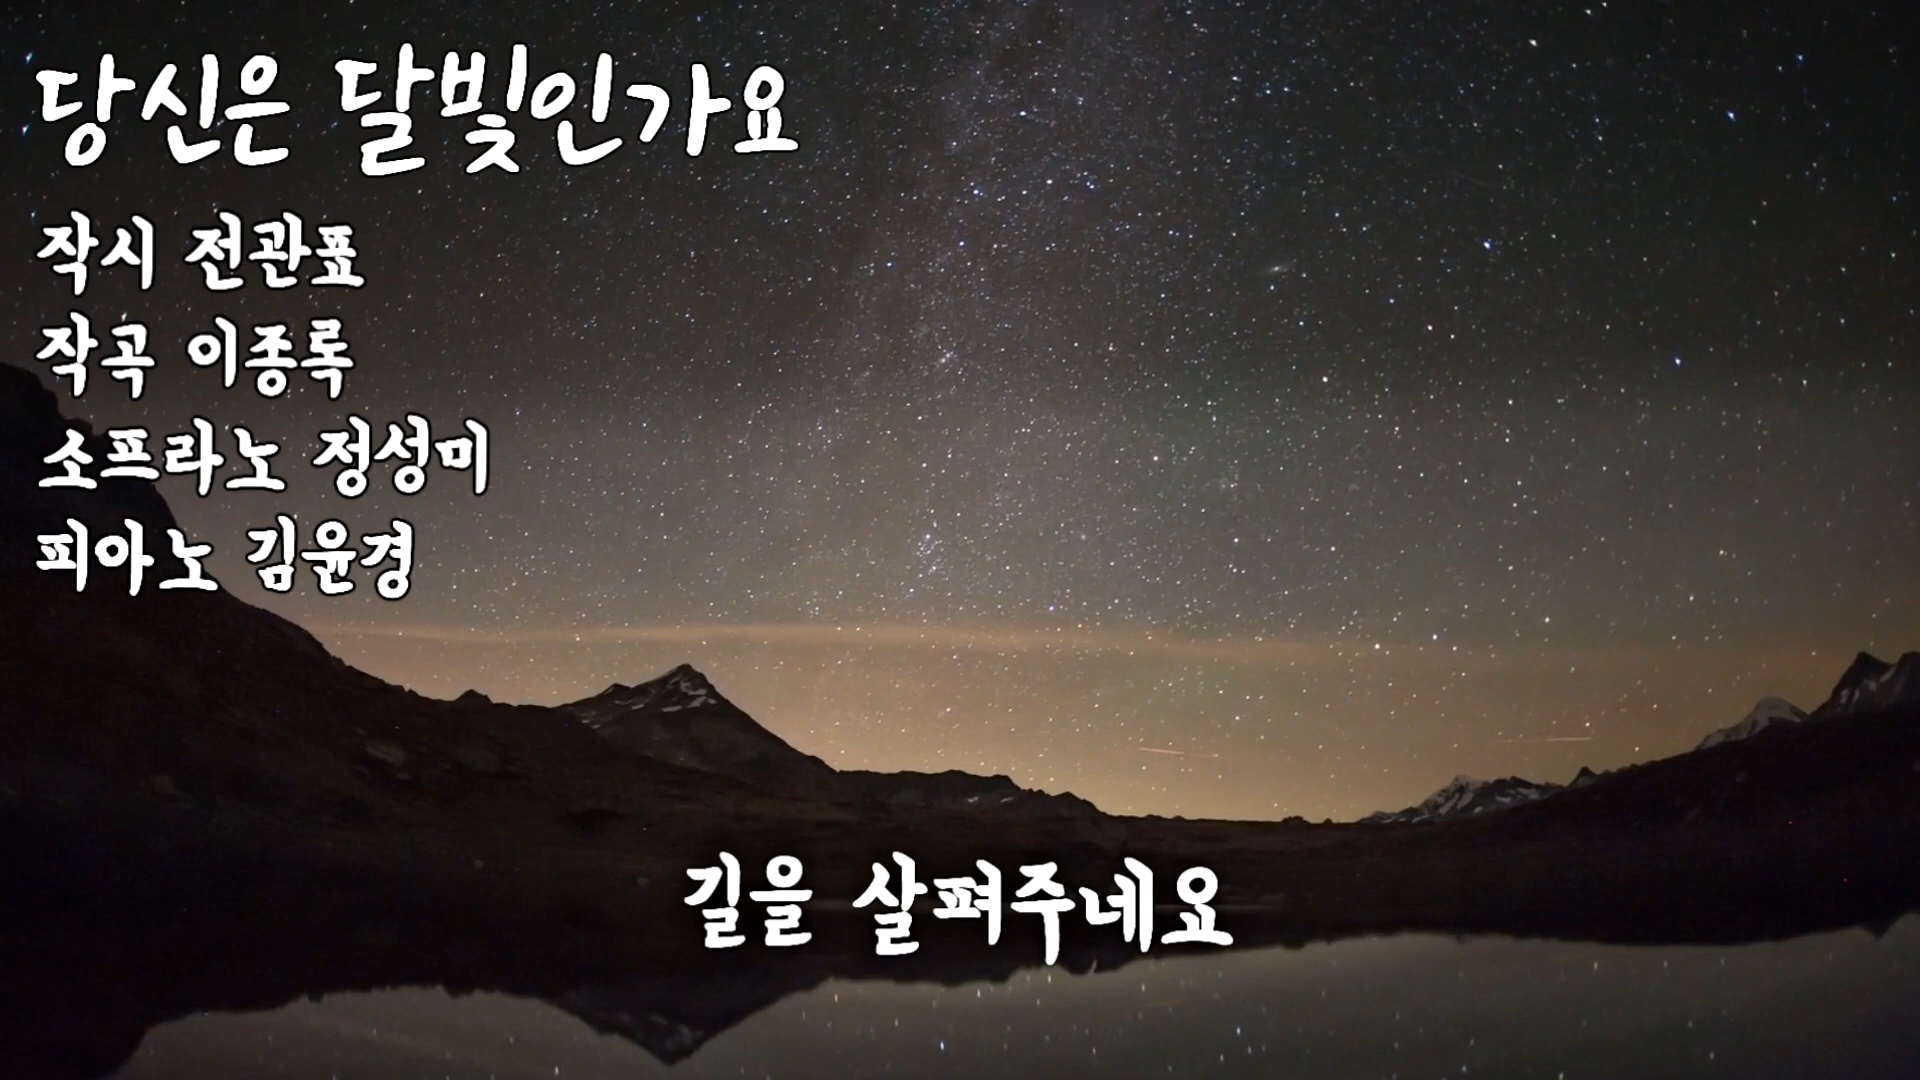 당신은 달빛인가요
작시 전관표
작곡 이종록
소프라노 정성미
피아노 김윤경
길을 살펴주네요